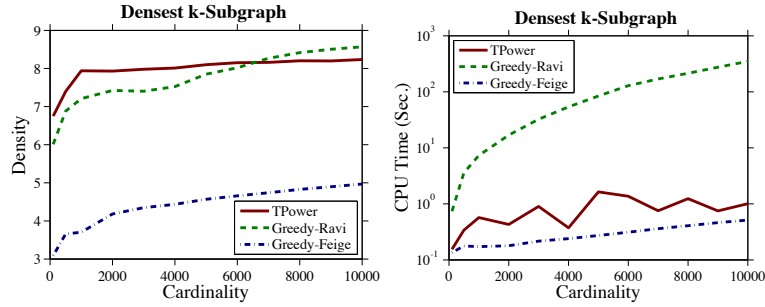 Densest k-Subgraph
9
8
7
6
5
4
3
0
2000
4000
6000
8000
10000
Density
Cardinality
TPower
Greedy-Ravi
Greedy-Feige
Densest k-Subgraph
10^3
10^2
10^1
10^0
10^-1
0
2000
4000
6000
8000
10000
CPU Time (Sec.)
Cardinality
TPower
Greedy-Ravi
Greedy-Feige